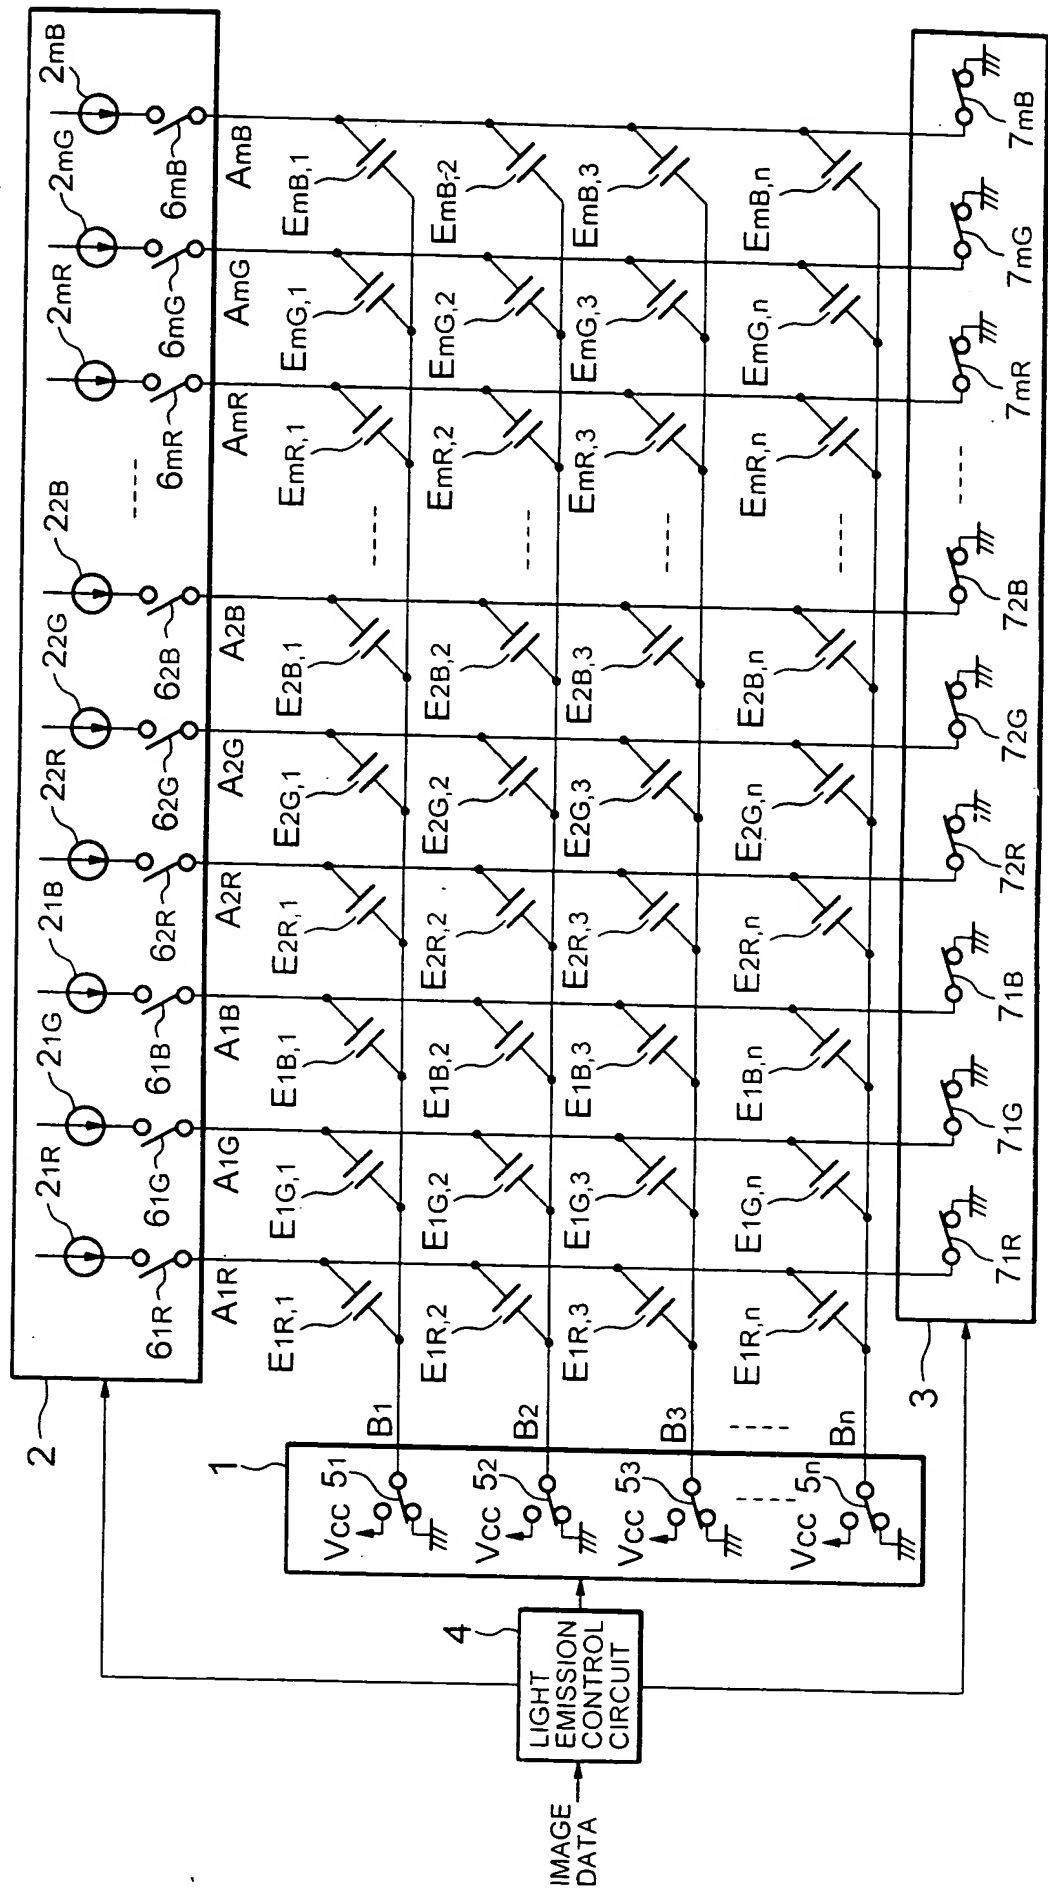 2
21R 21G 21B 22R 22G 22B 2mR 2mG 2mB
61R 61G 61B 62R 62G 62B ----- 6mR 6mG 6mB
A1R A1G A1B A2R A2G A2B AmR AmG AmB
E1R,1 E1G,1 E1B,1 E2R,1 E2G,1 E2B,1 ----- EmR,1 EmG,1 EmB,1
E1R,2 E1G,2 E1B,2 E2R,2 E2G,2 E2B,2 ----- EmR,2 EmG,2 EmB,2
E1R,3 E1G,3 E1B,3 E2R,3 E2G,3 E2B,3 ----- EmR,3 EmG,3 EmB,3
E1R,n E1G,n E1B,n E2R,n E2G,n E2B,n ----- EmR,n EmG,n EmB,n
1
Vcc 51 B1
Vcc 52 B2
Vcc 53 B3
Vcc 5n Bn
4
LIGHT
EMISSION
CONTROL
CIRCUIT
IMAGE
DATA
3
71R 71G 71B 72R 72G 72B ----- 7mR 7mG 7mB